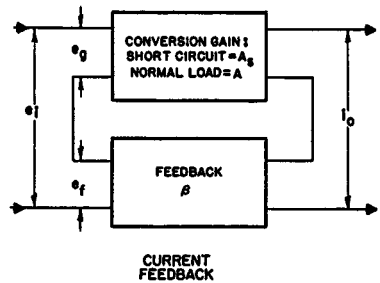 CONVERSION GAIN:
SHORT CIRCUIT = As
NORMAL LOAD = A
eg
ei
io
FEEDBACK
β
ef
CURRENT
FEEDBACK